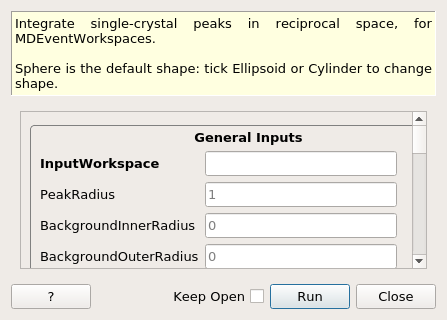 Integrate single-crystal peaks in reciprocal space, for
MDEventWorkspaces.
Sphere is the default shape: tick Ellipsoid or Cylinder to change
shape.
General Inputs
InputWorkspace
PeakRadius 1
BackgroundInnerRadius 0
BackgroundOuterRadius 0
? Keep Open Run Close